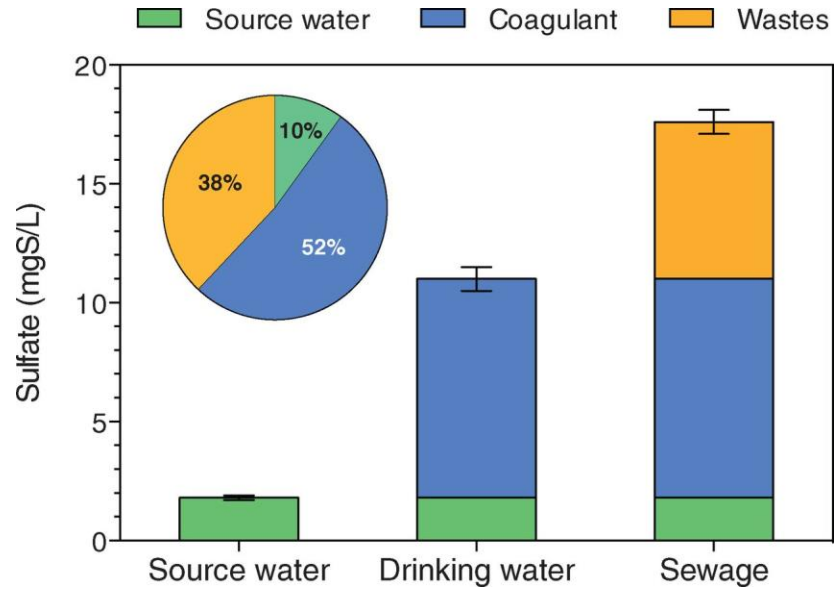 Source water Coagulant Wastes
20
15
10
5
0
Sulfate (mgS/L)
10%
38%
52%
Source water Drinking water Sewage